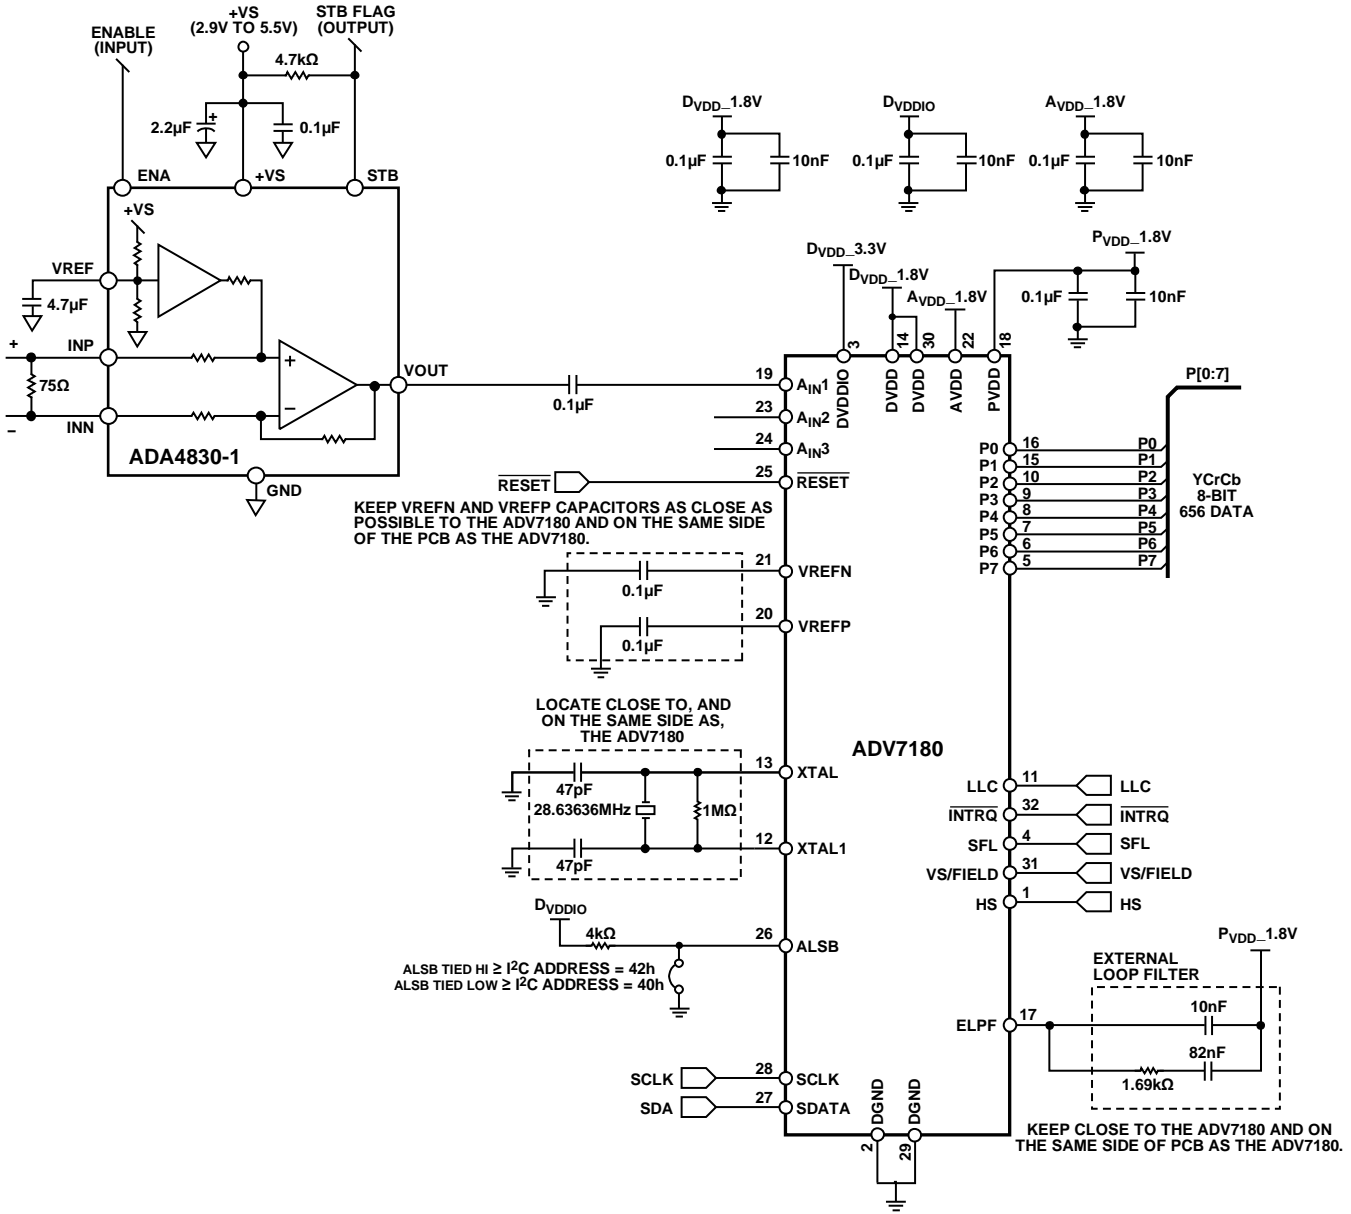 ENABLE
(INPUT)
+VS
(2.9V TO 5.5V)
STB FLAG
(OUTPUT)
4.7kΩ
2.2µF
+
0.1µF
ENA
+VS
STB
+VS
VREF
4.7µF
+
INP
75Ω
INN
–
+
–
VOUT
ADA4830-1
GND
0.1µF
DVDD_1.8V
0.1µF
10nF
DVDDIO
0.1µF
10nF
AVDD_1.8V
0.1µF
10nF
PVDD_1.8V
0.1µF
10nF
DVDD_3.3V
DVDD_1.8V
AVDD_1.8V
3
14
30
22
18
DVDDIO
DVDD
DVDD
AVDD
PVDD
19
AIN1
23
AIN2
24
AIN3
25
RESET
RESET
KEEP VREFN AND VREFP CAPACITORS AS CLOSE AS
POSSIBLE TO THE ADV7180 AND ON THE SAME SIDE
OF THE PCB AS THE ADV7180.
21
VREFN
0.1µF
20
VREFP
0.1µF
LOCATE CLOSE TO, AND
ON THE SAME SIDE AS,
THE ADV7180
13
XTAL
47pF
28.63636MHz
1MΩ
12
XTAL1
47pF
ADV7180
DVDDIO
4kΩ
26
ALSB
ALSB TIED HI ≥ I2C ADDRESS = 42h
ALSB TIED LOW ≥ I2C ADDRESS = 40h
SCLK
28
SCLK
SDA
27
SDATA
DGND
DGND
2
29
P[0:7]
P0 16 P0
P1 15 P1
P2 10 P2
P3 9 P3
P4 8 P4
P5 7 P5
P6 6 P6
P7 5 P7
YCrCb
8-BIT
656 DATA
LLC 11 LLC
INTRQ 32 INTRQ
SFL 4 SFL
VS/FIELD 31 VS/FIELD
HS 1 HS
PVDD_1.8V
EXTERNAL
LOOP FILTER
ELPF 17
10nF
82nF
1.69kΩ
KEEP CLOSE TO THE ADV7180 AND ON
THE SAME SIDE OF PCB AS THE ADV7180.